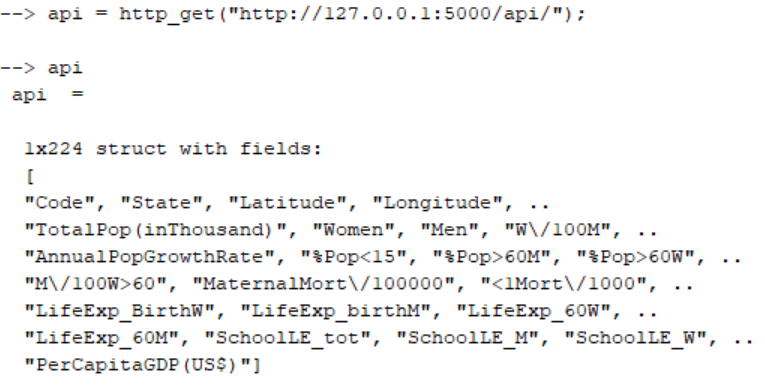 --> api = http_get("http://127.0.0.1:5000/api/");
--> api
api =
1x224 struct with fields:
[
"Code", "State", "Latitude", "Longitude", ..
"TotalPop(inThousand)", "Women", "Men", "W\/100M", ..
"AnnualPopGrowthRate", "%Pop<15", "%Pop>60M", "%Pop>60W", ..
"M\/100W>60", "MaternalMort\/100000", "<1Mort\/1000", ..
"LifeExp_BirthW", "LifeExp_birthM", "LifeExp_60W", ..
"LifeExp_60M", "SchoolLE_tot", "SchoolLE_M", "SchoolLE_W", ..
"PerCapitaGDP(US$)"]